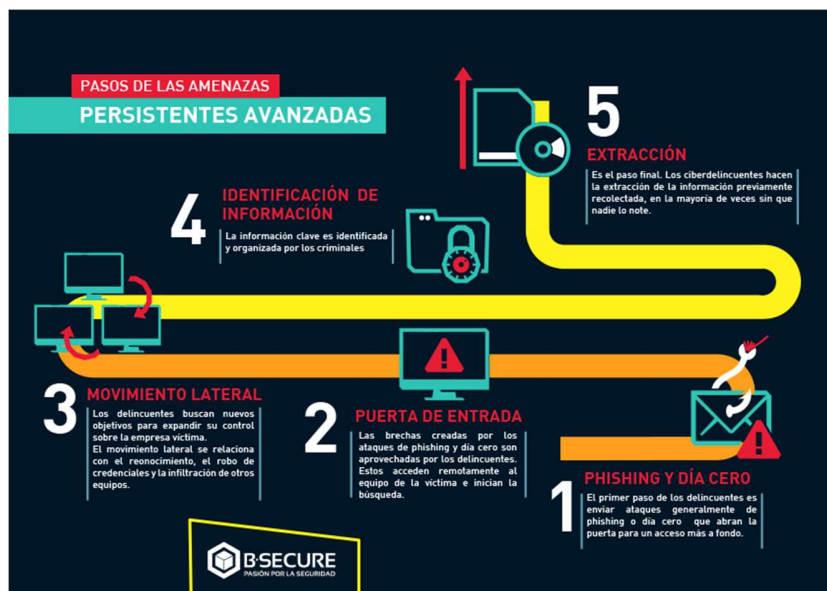 PASOS DE LAS AMENAZAS
PERSISTENTES AVANZADAS
5
EXTRACCIÓN
Es el paso final. Los ciberdelincuentes hacen
la extracción de la información previamente
recolectada, en la mayoría de veces sin que
nadie lo note.
4
IDENTIFICACIÓN DE
INFORMACIÓN
La información clave es identificada
y organizada por los criminales
3
MOVIMIENTO LATERAL
Los delincuentes buscan nuevos
objetivos para expandir su control
sobre la empresa víctima.
El movimiento lateral se relaciona
con el reonocimiento, el robo de
credenciales y la infiltración de otros
equipos.
2
PUERTA DE ENTRADA
Las brechas creadas por los
ataques de phishing y día cero son
aprovechadas por los delincuentes.
Estos acceden remotamente al
equipo de la víctima e inician la
búsqueda.
1
PHISHING Y DÍA CERO
El primer paso de los delincuentes es
enviar ataques generalmente de
phishing o día cero que abran la
puerta para un acceso más a fondo.
B·SECURE
PASIÓN POR LA SEGURIDAD